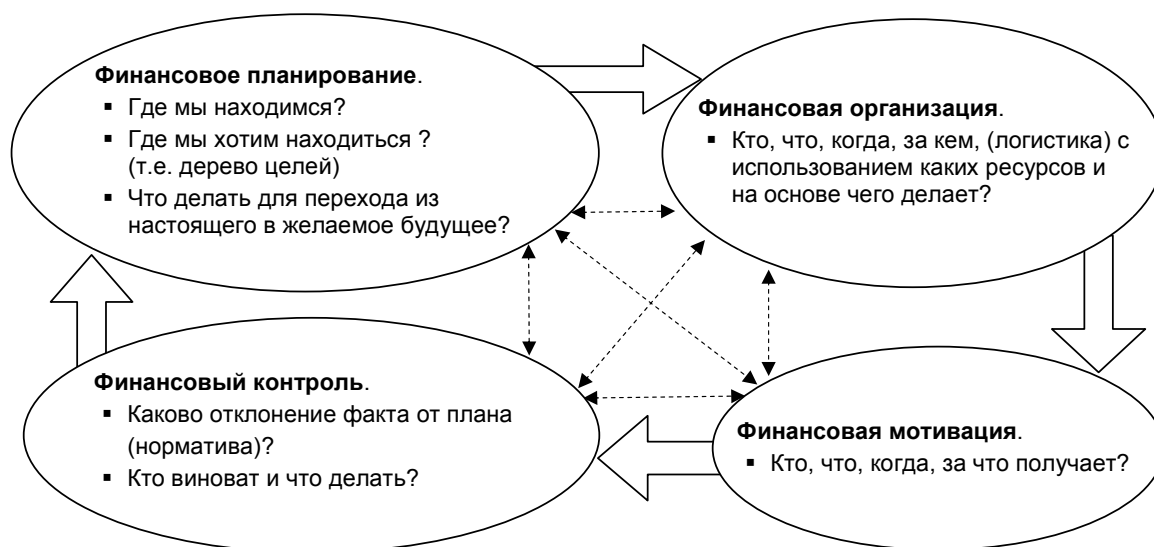 Финансовое планирование.
▪ Где мы находимся?
▪ Где мы хотим находиться ?
(т.е. дерево целей)
▪ Что делать для перехода из
настоящего в желаемое будущее?
Финансовая организация.
▪ Кто, что, когда, за кем, (логистика) с
использованием каких ресурсов и
на основе чего делает?
Финансовый контроль.
▪ Каково отклонение факта от плана
(норматива)?
▪ Кто виноват и что делать?
Финансовая мотивация.
▪ Кто, что, когда, за что получает?